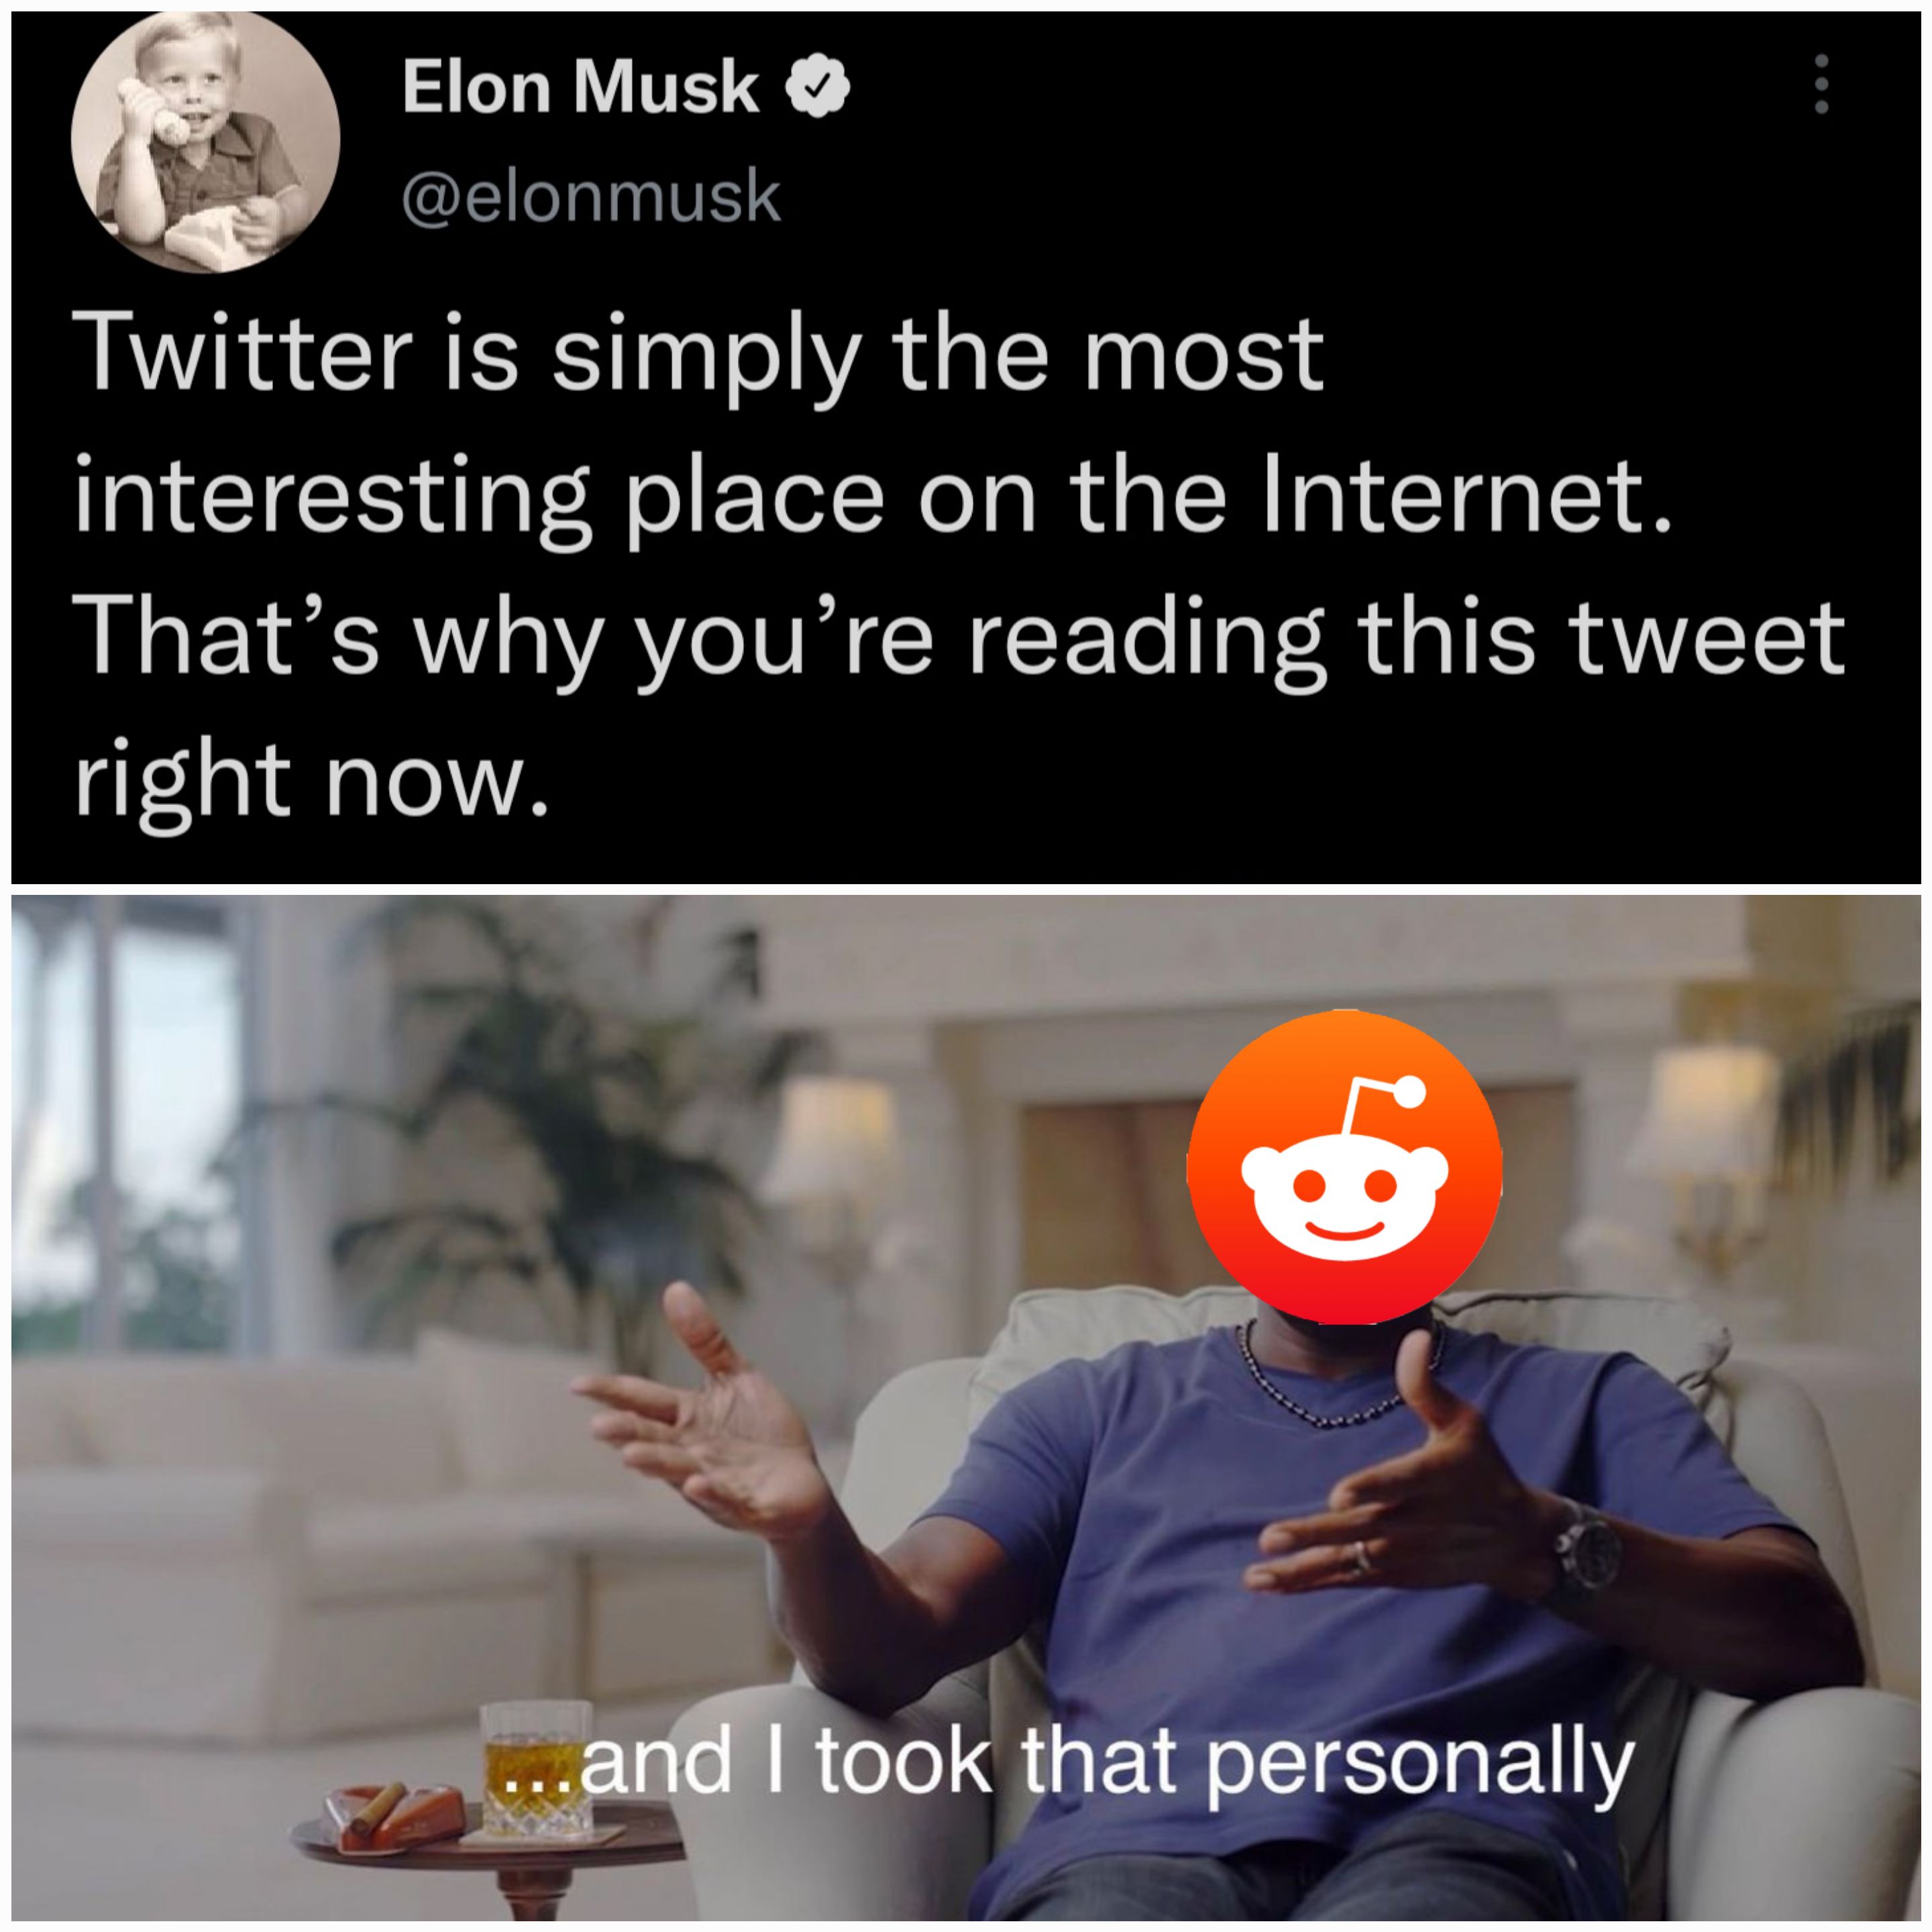 Elon Musk
@elonmusk
Twitter is simply the most
interesting place on the Internet.
That’s why you’re reading this tweet
right now.
...and I took that personally